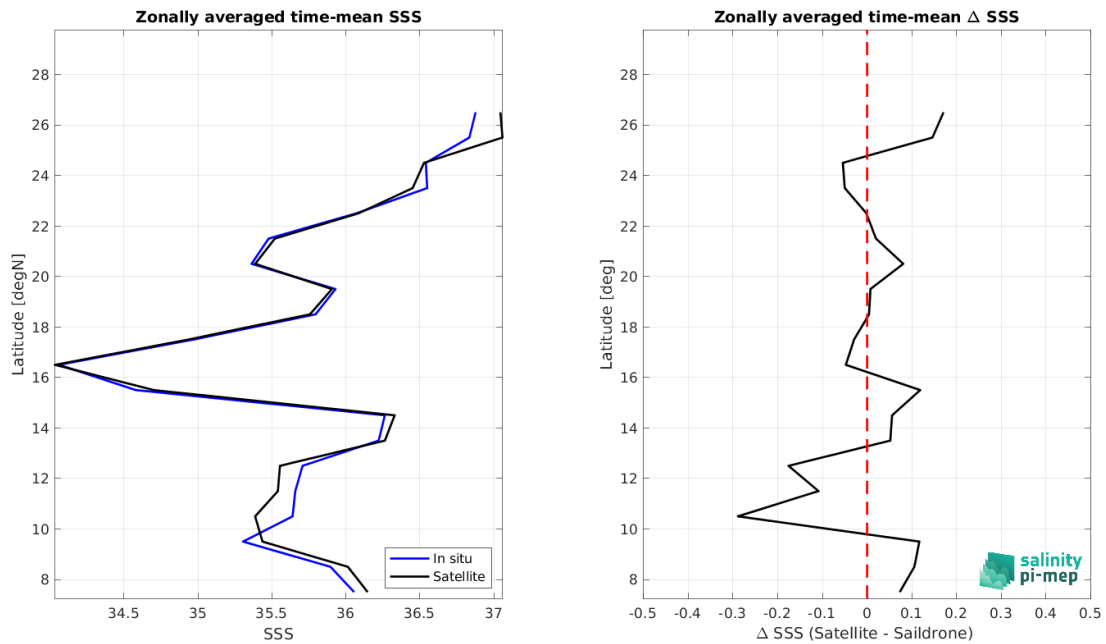 Zonally averaged time-mean SSS
28
26
24
22
20
18
16
14
12
10
8
Latitude [degN]
34.5 35 35.5 36 36.5 37
SSS
In situ
Satellite
Zonally averaged time-mean Δ SSS
28
26
24
22
20
18
16
14
12
10
8
Latitude [deg]
-0.5 -0.4 -0.3 -0.2 -0.1 0 0.1 0.2 0.3 0.4 0.5
Δ SSS (Satellite - Saildrone)
salinity
pi-mep